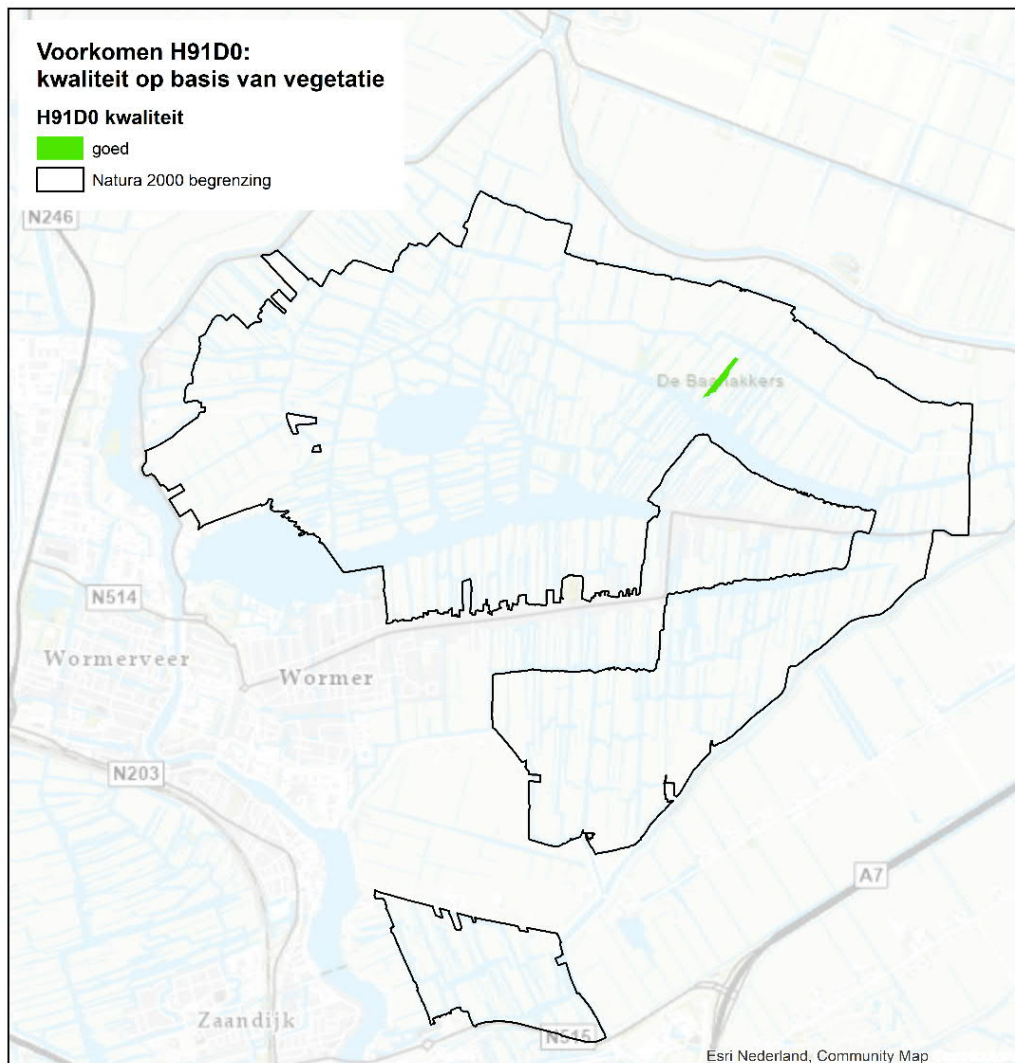 Voorkomen H91D0:
kwaliteit op basis van vegetatie
H91D0 kwaliteit
goed
Natura 2000 begrenzing
N246
De
N514
Wormerveer
Wormer
N203
A7
Zaandijk
N515
Esri Nederland, Community Map